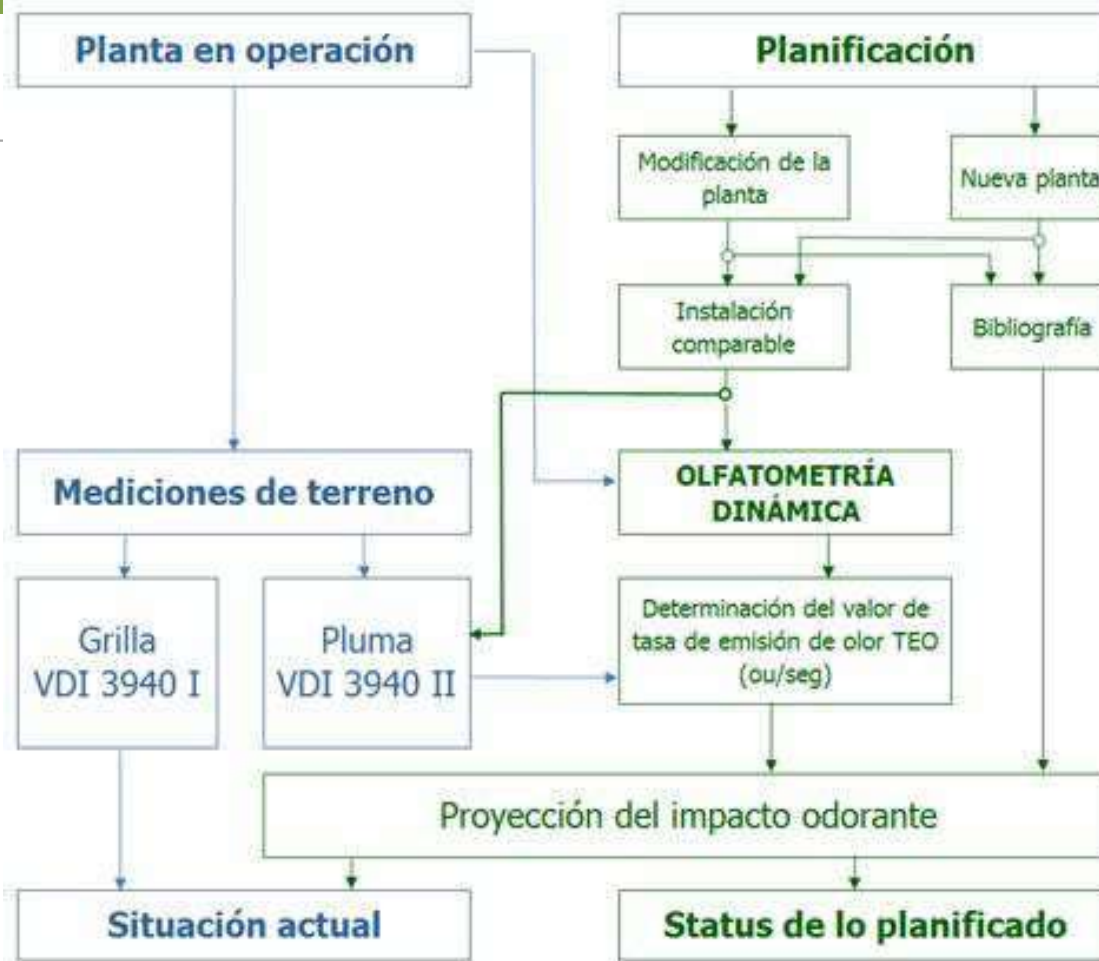 Planta en operación
Planificación
Modificación de la
planta
Nueva planta
Instalación
comparable
Bibliografía
Mediciones de terreno
OLFATOMETRÍA
DINÁMICA
Grilla
VDI 3940 I
Pluma
VDI 3940 II
Determinación del valor de
tasa de emisión de olor TEO
(ou/seg)
Proyección del impacto odorante
Situación actual
Status de lo planificado